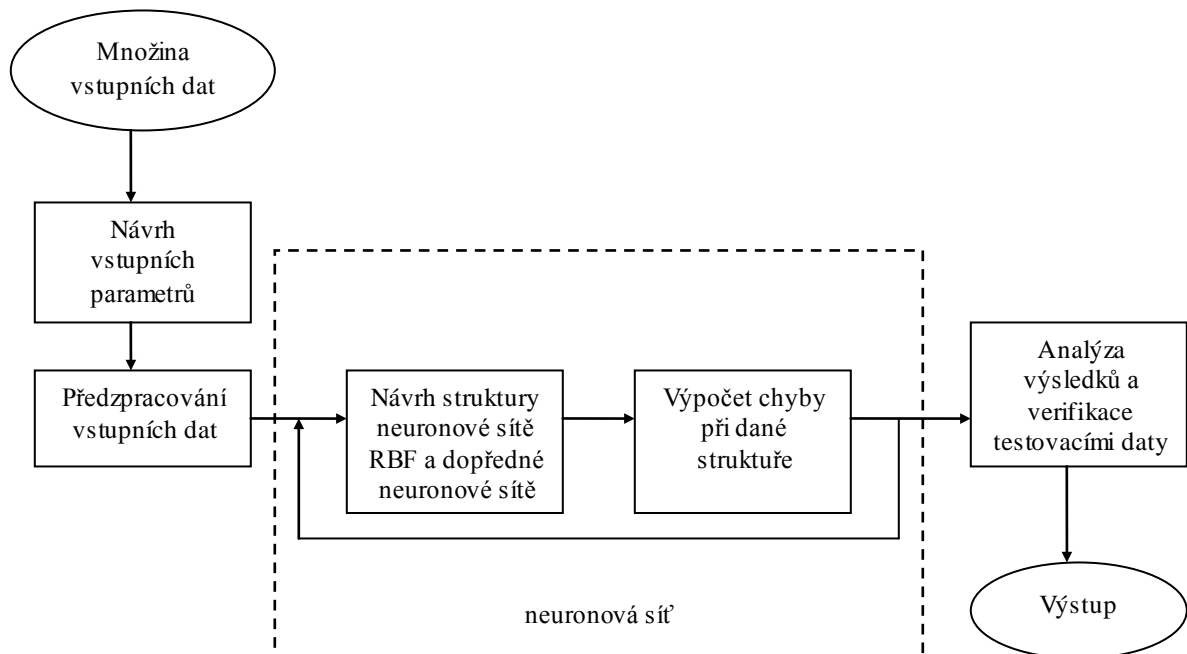 Množina
vstupních dat
Návrh
vstupních
parametrů
Předzpracování
vstupních dat
Návrh struktury
neuronové sítě
RBF a dopředné
neuronové sítě
Výpočet chyby
při dané
struktuře
Analýza
výsledků a
verifikace
testovacími daty
neuronová síť
Výstup